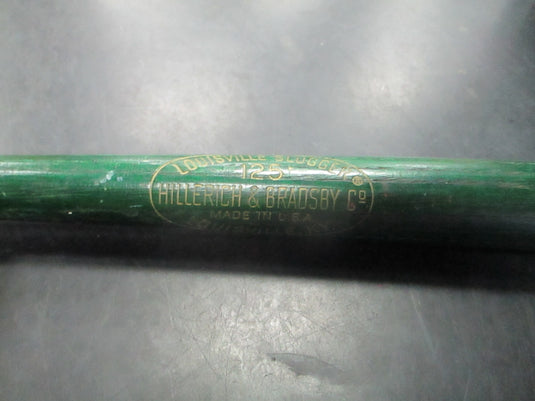 LOUISVILLE SLUGGER
125
HILLERICH & BRADSBY Co
MADE IN U.S.A.